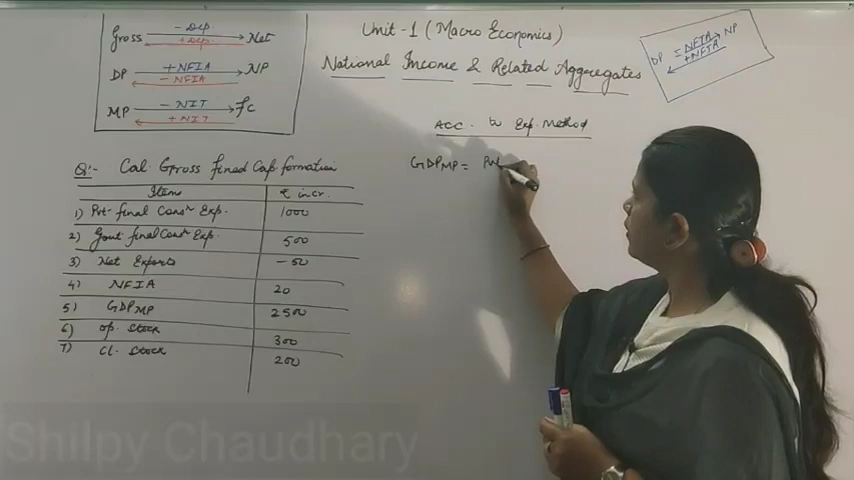 Unit-1 (Macro Economics)
National Income & Related Aggregates
Gross -Dep. Net
+Dep.
DP +NFIA NP
-NFIA
MP -NIT fc
+NIT
DP -NFIA NP
+NFIA
Acc. to Exp. Method
GDPMP = Pvt
Q:- Cal. Gross fixed Cap. formation
Items ₹ in cr.
1) Pvt. final Consn Exp. 1000
2) Govt final Consn Exp. 500
3) Net Exports -50
4) NFIA 20
5) GDPMP 2500
6) op. Stock 300
7) Cl. Stock 200
Shilpy Chaudhary